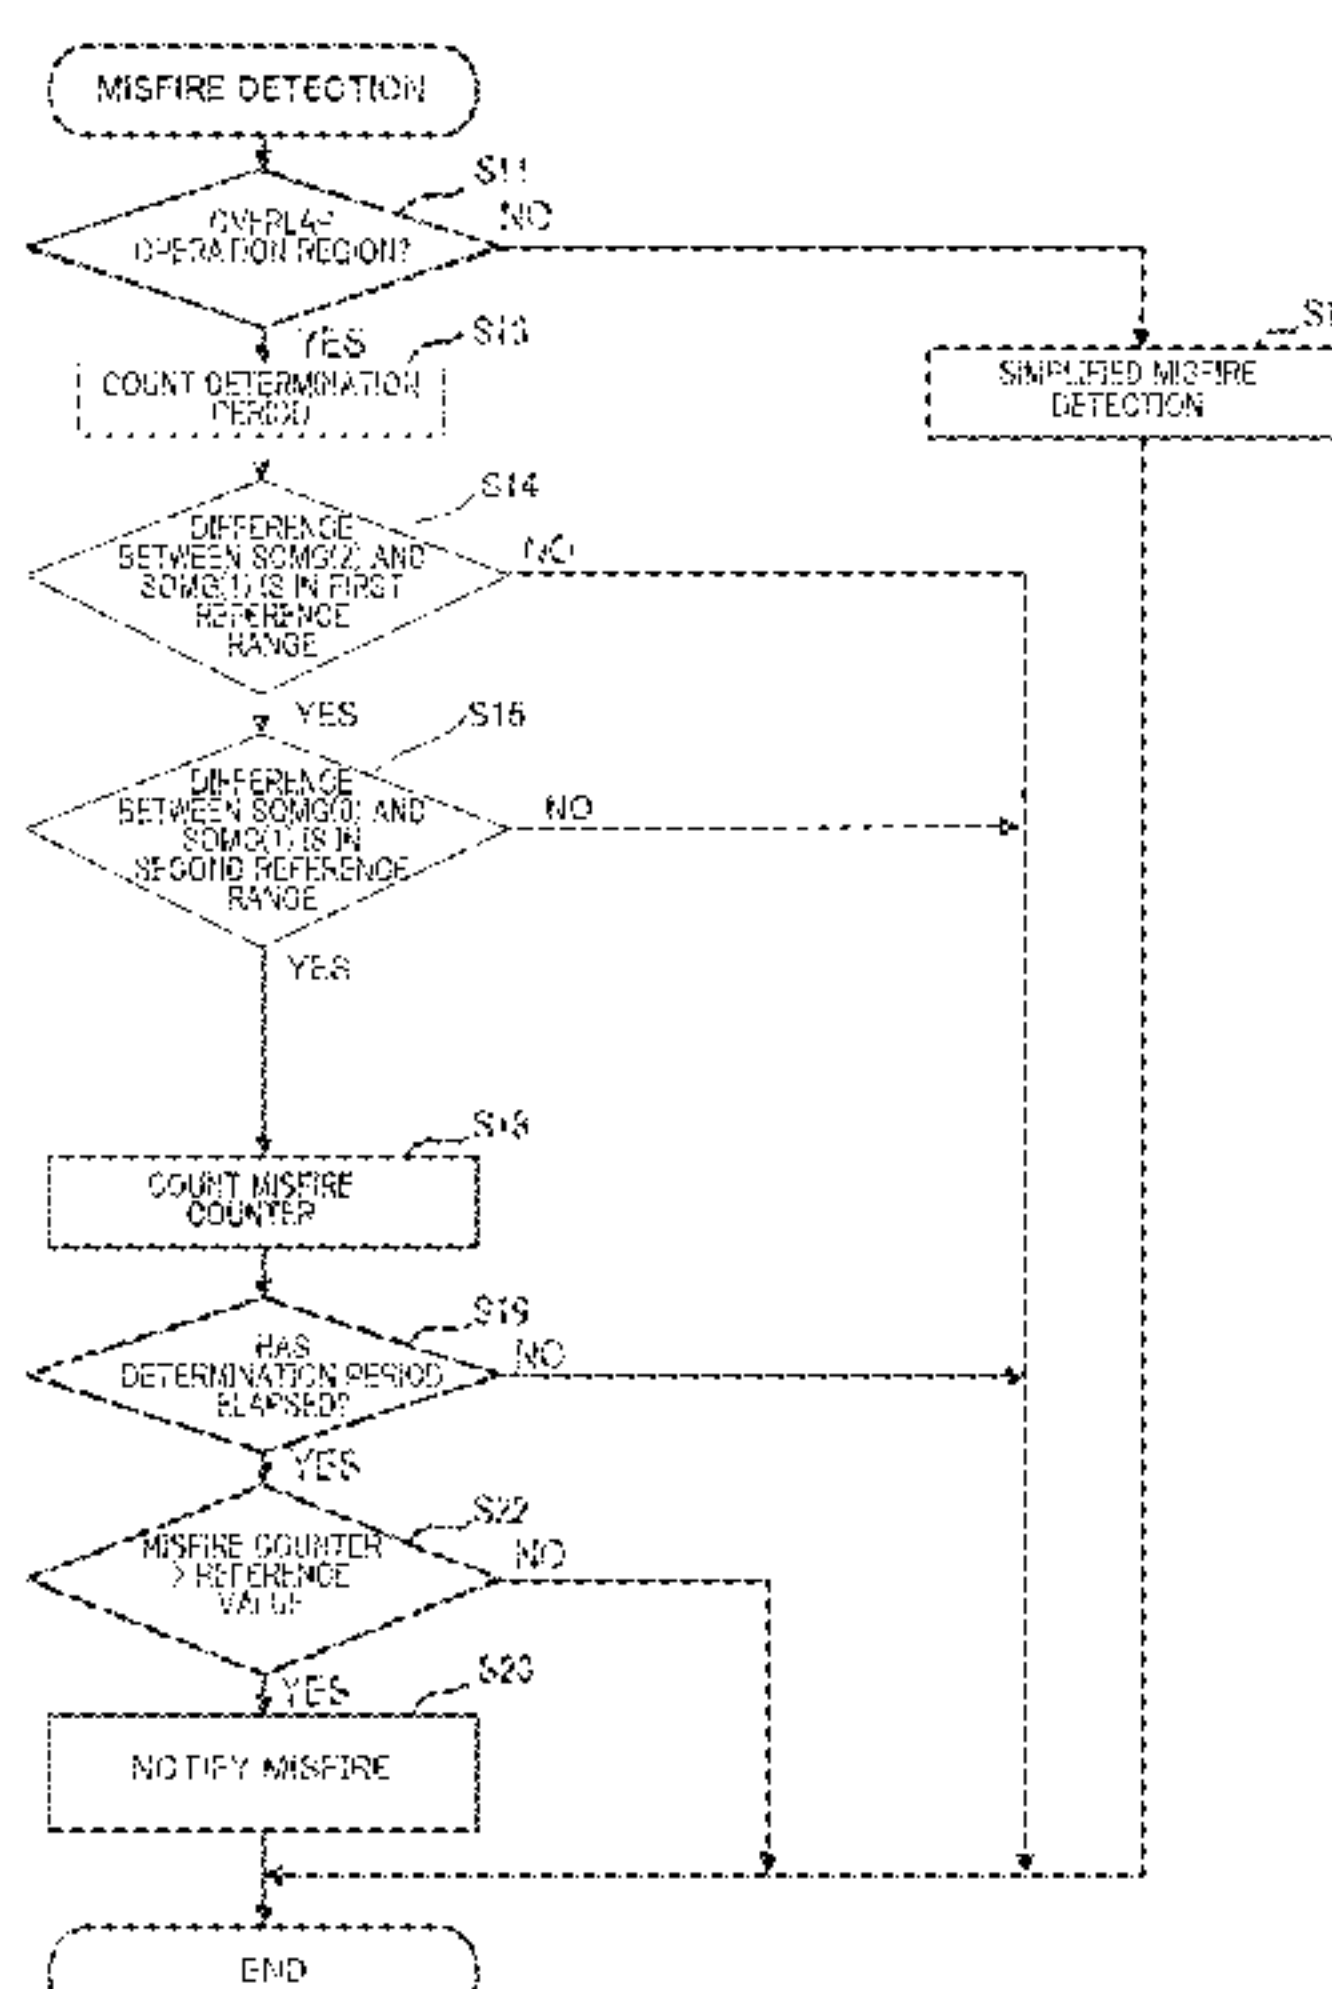 MISFIRE DETECTION
S11
OVERLAP
OPERATION REGION?
NO
YES
S13
COUNT DETERMINATION
PERIOD
SIMPLIFIED MISFIRE
DETECTION
S14
DIFFERENCE
BETWEEN SOMG(2) AND
SOMG(1) IS IN FIRST
REFERENCE
RANGE
NO
YES
S15
DIFFERENCE
BETWEEN SOMG(0) AND
SOMG(1) IS IN
SECOND REFERENCE
RANGE
NO
YES
S18
COUNT MISFIRE
COUNTER
S19
HAS
DETERMINATION PERIOD
ELAPSED?
NO
YES
S22
MISFIRE COUNTER
> REFERENCE
VALUE
NO
YES
S23
NOTIFY MISFIRE
END